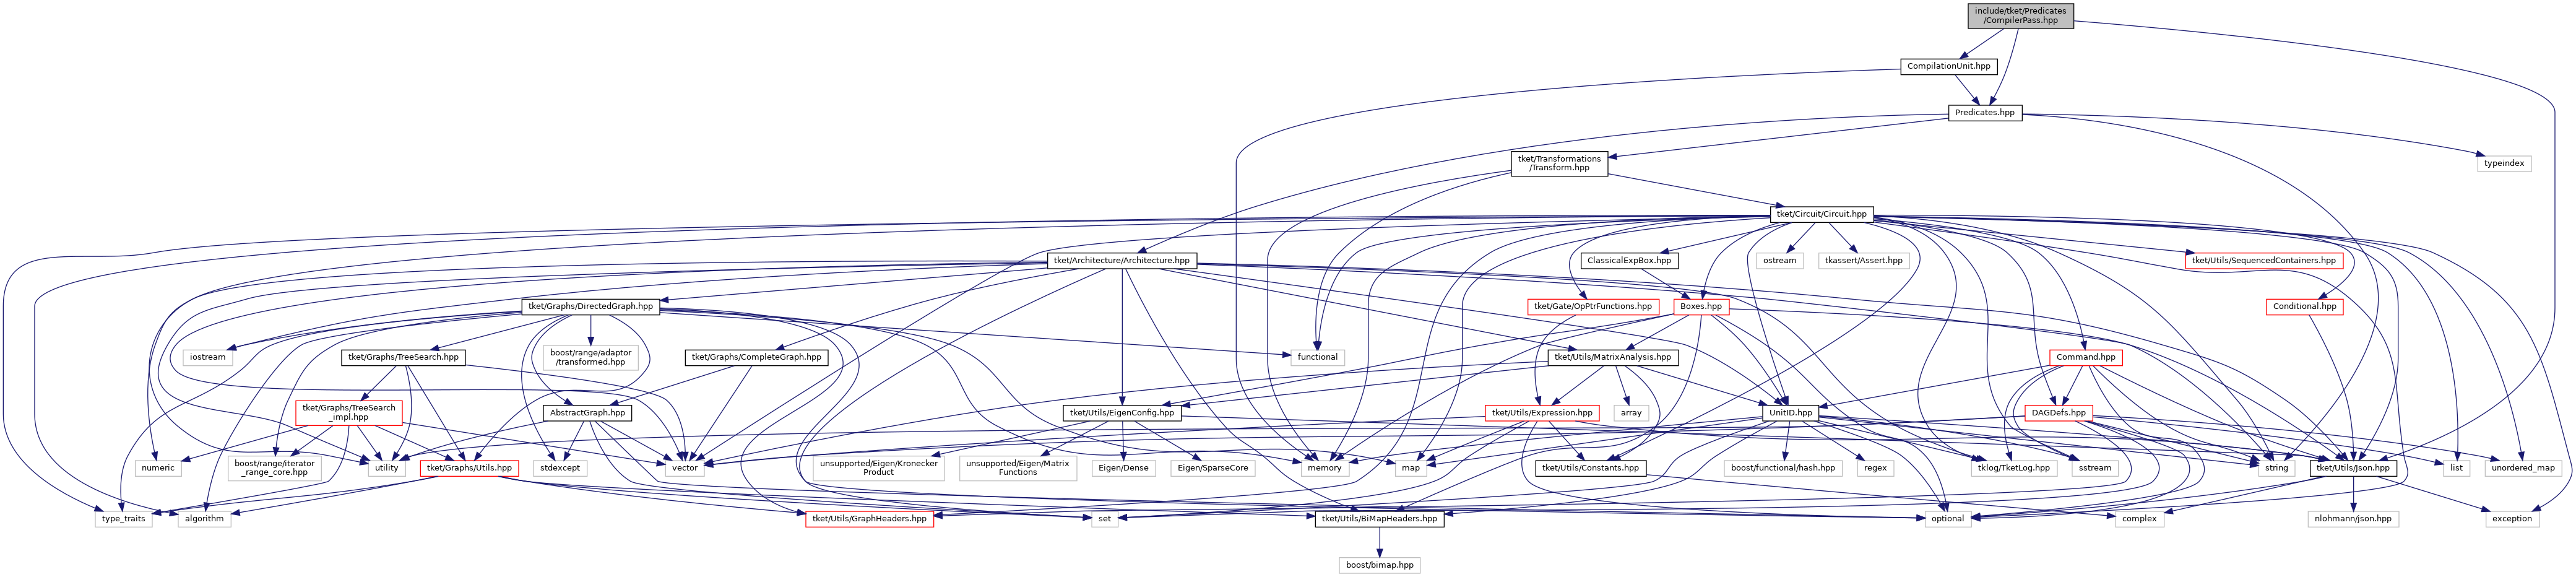 include/tket/Predicates
/CompilerPass.hpp
CompilationUnit.hpp
Predicates.hpp
tket/Transformations
/Transform.hpp
typeindex
tket/Circuit/Circuit.hpp
tket/Architecture/Architecture.hpp
ClassicalExpBox.hpp
ostream
tkassert/Assert.hpp
tket/Utils/SequencedContainers.hpp
tket/Graphs/DirectedGraph.hpp
tket/Gate/OpPtrFunctions.hpp
Boxes.hpp
Conditional.hpp
iostream
tket/Graphs/TreeSearch.hpp
boost/range/adaptor
/transformed.hpp
tket/Graphs/CompleteGraph.hpp
functional
tket/Utils/MatrixAnalysis.hpp
Command.hpp
tket/Graphs/TreeSearch
_impl.hpp
AbstractGraph.hpp
tket/Utils/EigenConfig.hpp
tket/Utils/Expression.hpp
array
UnitID.hpp
DAGDefs.hpp
numeric
boost/range/iterator
_range_core.hpp
utility
tket/Graphs/Utils.hpp
stdexcept
vector
unsupported/Eigen/Kronecker
Product
unsupported/Eigen/Matrix
Functions
Eigen/Dense
Eigen/SparseCore
memory
map
tket/Utils/Constants.hpp
boost/functional/hash.hpp
regex
tklog/TketLog.hpp
sstream
string
tket/Utils/Json.hpp
list
unordered_map
type_traits
algorithm
tket/Utils/GraphHeaders.hpp
set
tket/Utils/BiMapHeaders.hpp
optional
complex
nlohmann/json.hpp
exception
boost/bimap.hpp